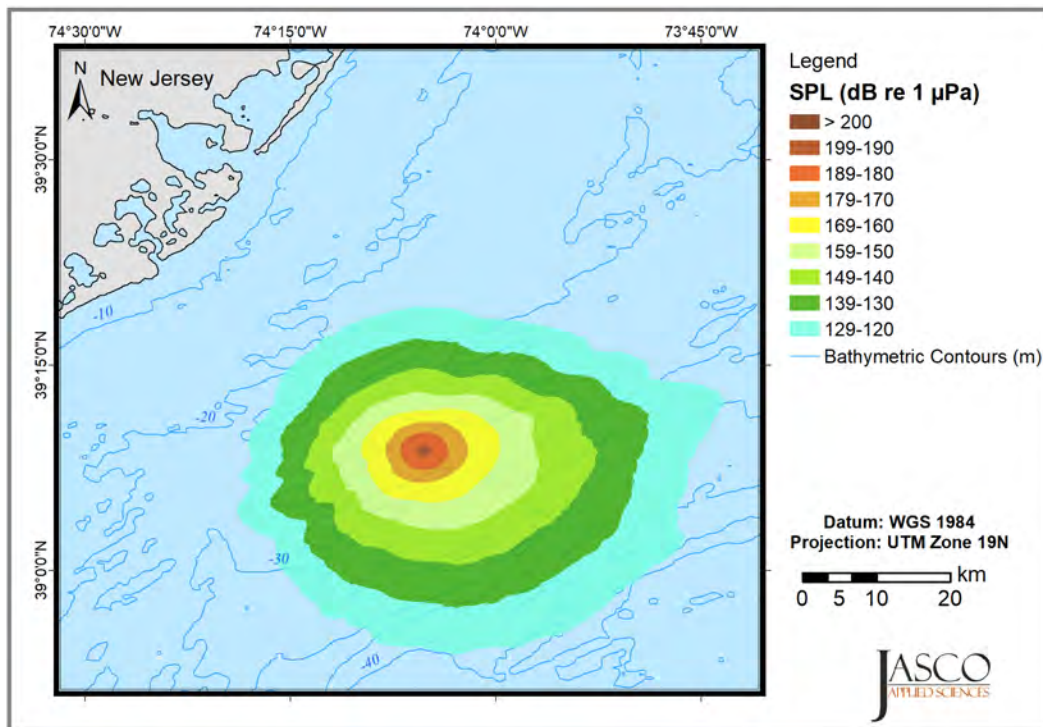 74°30'0"W 74°15'0"W 74°0'0"W 73°45'0"W
N
New Jersey
39°30'0"N
39°15'0"N
39°0'0"N
-10
-20
-30
-40
Legend
SPL (dB re 1 µPa)
> 200
199-190
189-180
179-170
169-160
159-150
149-140
139-130
129-120
Bathymetric Contours (m)
Datum: WGS 1984
Projection: UTM Zone 19N
km
0 5 10 20
JASCO
APPLIED SCIENCES